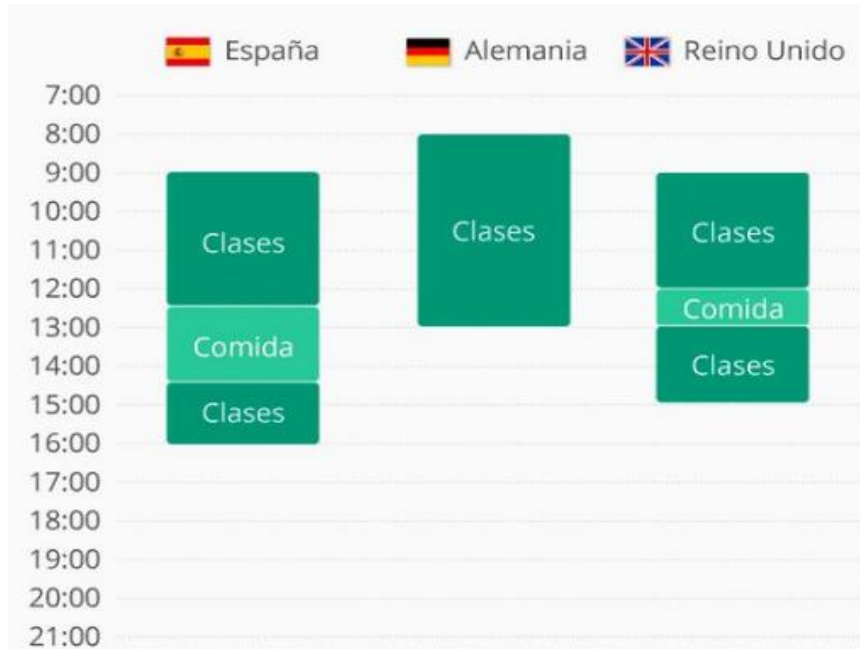 España Alemania Reino Unido
7:00
8:00
9:00
10:00
Clases Clases Clases
11:00
12:00
Comida
13:00
Comida
14:00
Clases
15:00
Clases
16:00
17:00
18:00
19:00
20:00
21:00